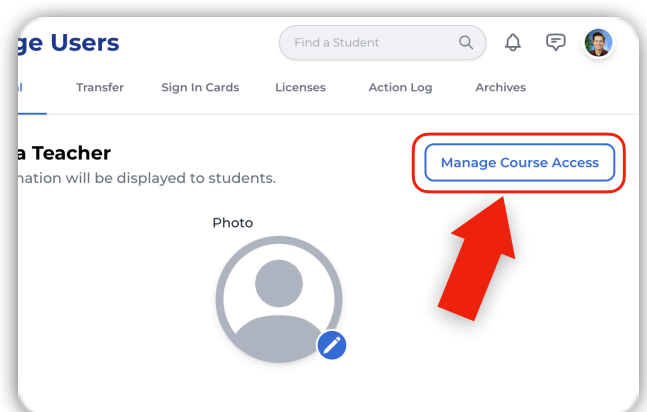 ge Users
Find a Student
Transfer Sign In Cards Licenses Action Log Archives
a Teacher
Manage Course Access
nation will be displayed to students.
Photo